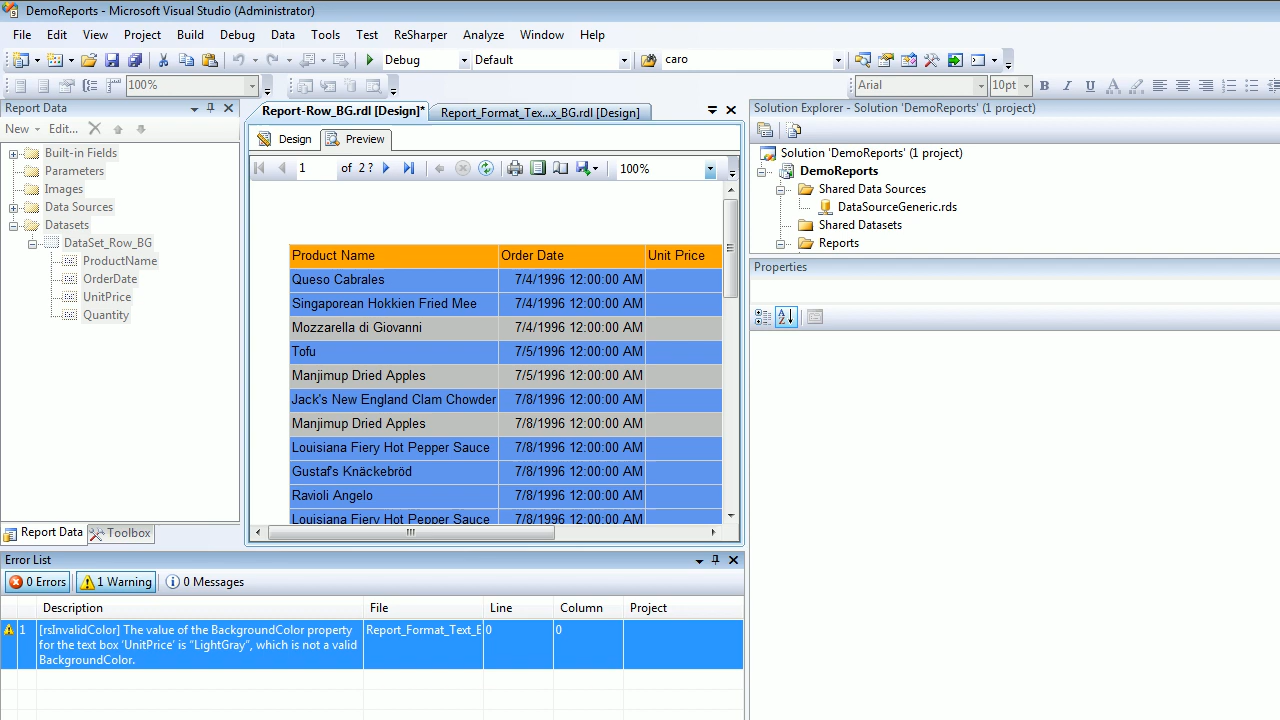 DemoReports - Microsoft Visual Studio (Administrator)
File Edit View Project Build Debug Data Tools Test ReSharper Analyze Window Help
Debug Default caro
100% Arial 10pt B I U A
Report Data
New Edit...
Built-in Fields
Parameters
Images
Data Sources
Datasets
DataSet_Row_BG
ProductName
OrderDate
UnitPrice
Quantity
Report Data Toolbox
Report-Row_BG.rdl [Design]* Report_Format_Tex...x_BG.rdl [Design]
Design Preview
1 of 2 ? 100%
Product Name Order Date Unit Price
Queso Cabrales 7/4/1996 12:00:00 AM
Singaporean Hokkien Fried Mee 7/4/1996 12:00:00 AM
Mozzarella di Giovanni 7/4/1996 12:00:00 AM
Tofu 7/5/1996 12:00:00 AM
Manjimup Dried Apples 7/5/1996 12:00:00 AM
Jack's New England Clam Chowder 7/8/1996 12:00:00 AM
Manjimup Dried Apples 7/8/1996 12:00:00 AM
Louisiana Fiery Hot Pepper Sauce 7/8/1996 12:00:00 AM
Gustaf's Knäckebröd 7/8/1996 12:00:00 AM
Ravioli Angelo 7/8/1996 12:00:00 AM
Louisiana Fiery Hot Pepper Sauce 7/8/1996 12:00:00 AM
Solution Explorer - Solution 'DemoReports' (1 project)
Solution 'DemoReports' (1 project)
DemoReports
Shared Data Sources
DataSourceGeneric.rds
Shared Datasets
Reports
Properties
Error List
0 Errors 1 Warning 0 Messages
Description File Line Column Project
1 [rsInvalidColor] The value of the BackgroundColor property Report_Format_Text_E 0 0
for the text box 'UnitPrice' is "LightGray", which is not a valid
BackgroundColor.